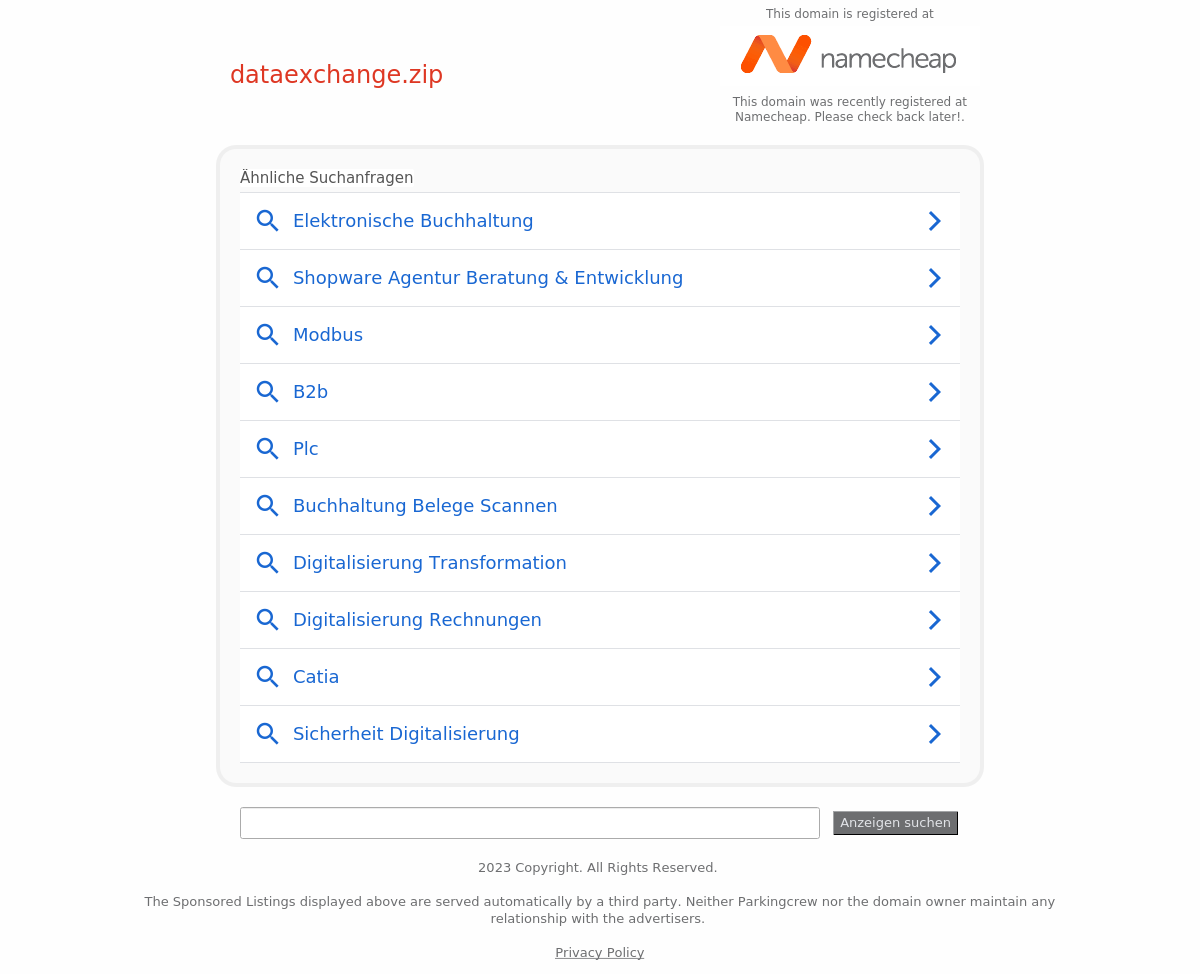 This domain is registered at
namecheap
dataexchange.zip
This domain was recently registered at
Namecheap. Please check back later!.
Ähnliche Suchanfragen
Elektronische Buchhaltung
Shopware Agentur Beratung & Entwicklung
Modbus
B2b
Plc
Buchhaltung Belege Scannen
Digitalisierung Transformation
Digitalisierung Rechnungen
Catia
Sicherheit Digitalisierung
Anzeigen suchen
2023 Copyright. All Rights Reserved.
The Sponsored Listings displayed above are served automatically by a third party. Neither Parkingcrew nor the domain owner maintain any
relationship with the advertisers.
Privacy Policy